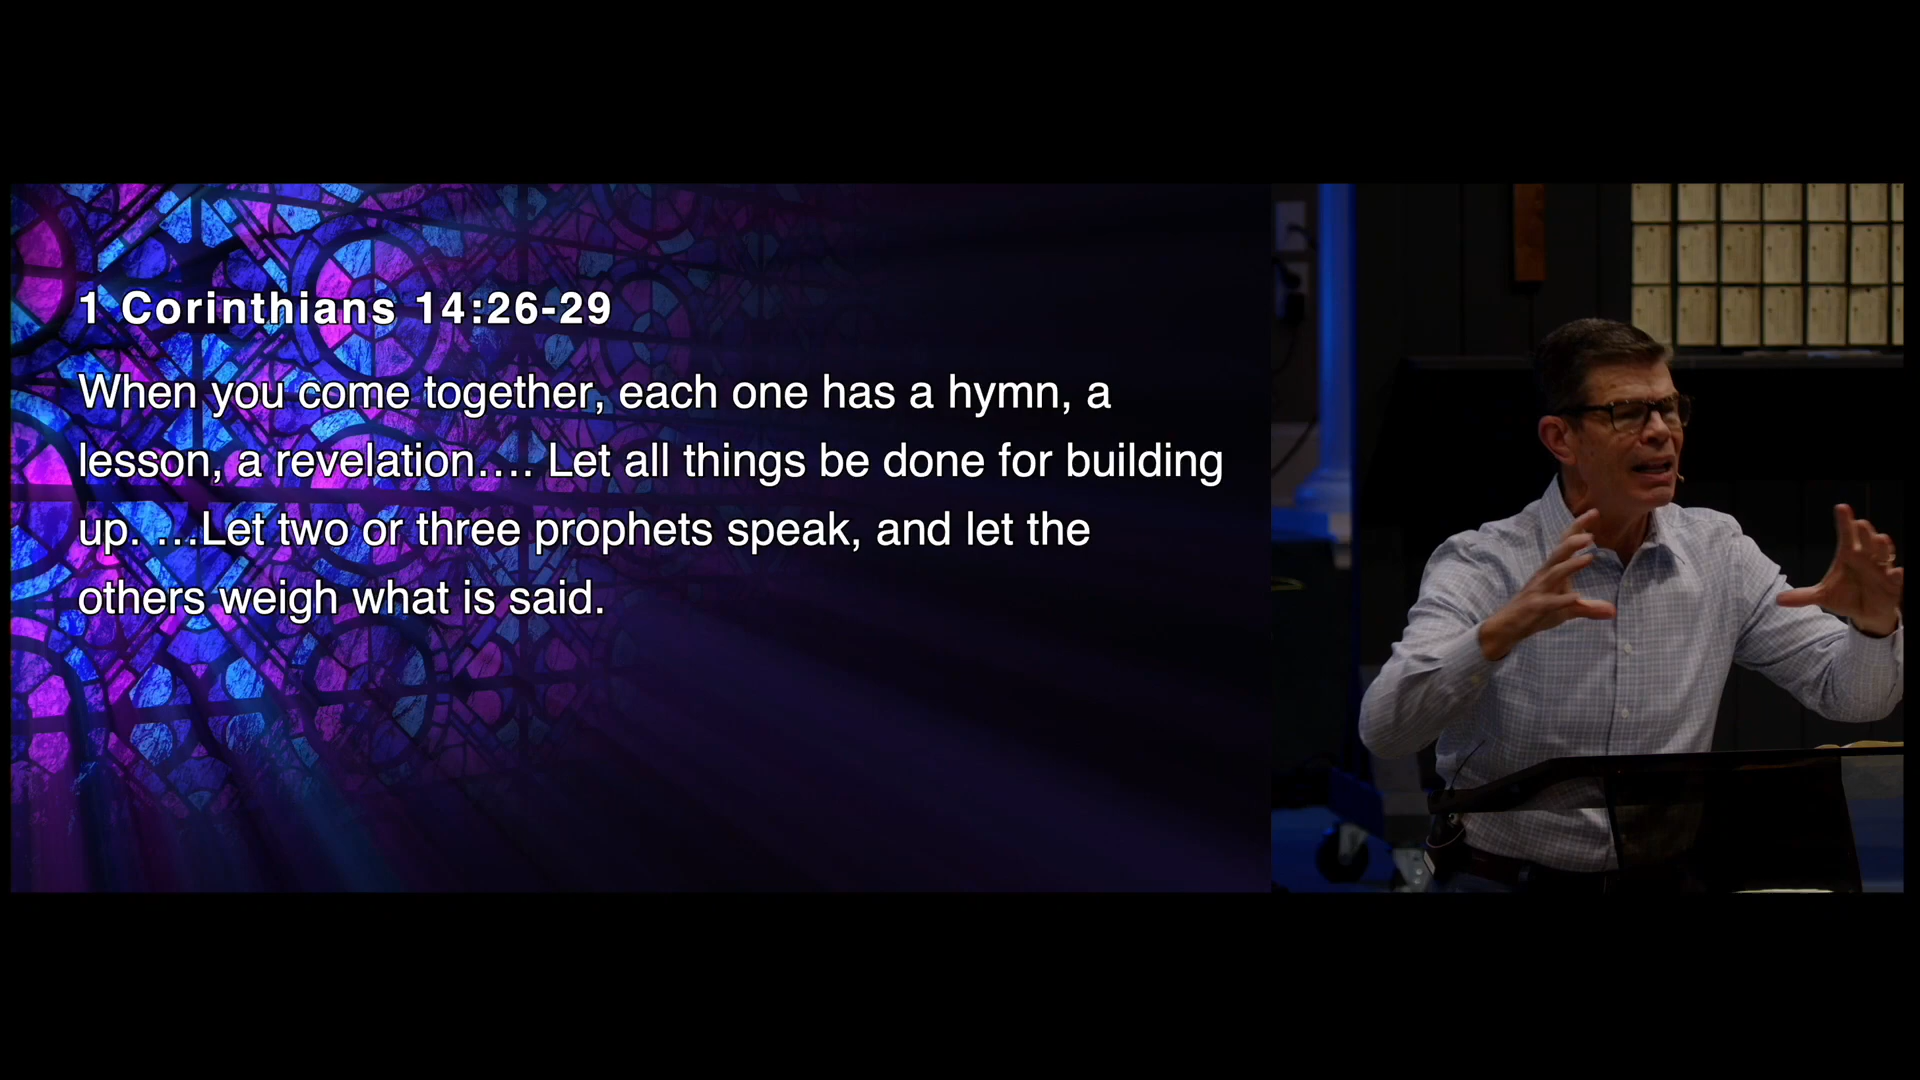 1 Corinthians 14:26-29
When you come together, each one has a hymn, a
lesson, a revelation…. Let all things be done for building
up. …Let two or three prophets speak, and let the
others weigh what is said.